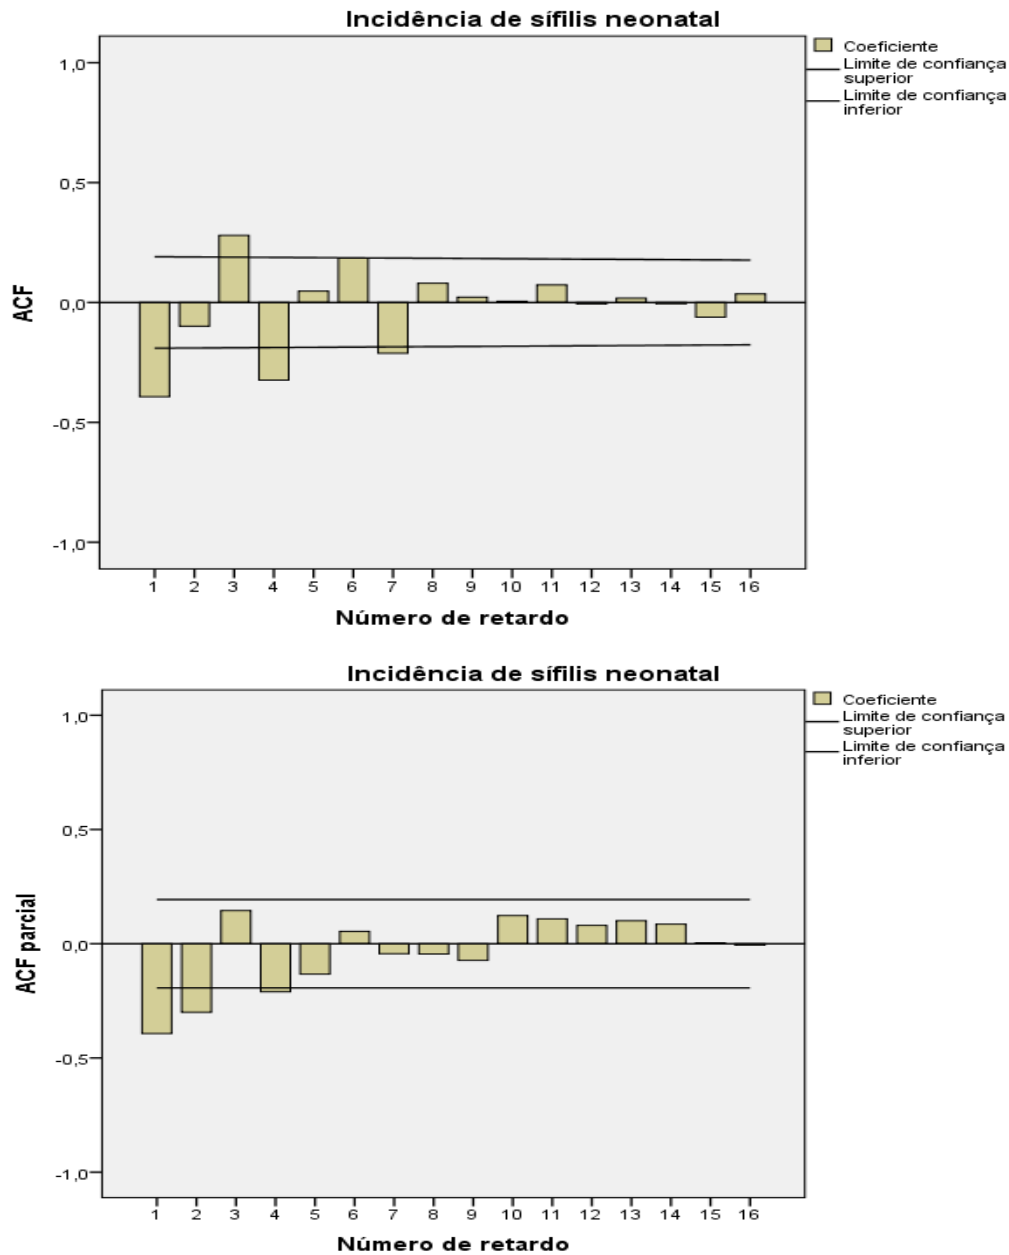 Incidência de sífilis neonatal
Coeficiente
Limite de confiança
superior
Limite de confiança
inferior
1,0
0,5
0,0
-0,5
-1,0
ACF
1 2 3 4 5 6 7 8 9 10 11 12 13 14 15 16
Número de retardo
Incidência de sífilis neonatal
Coeficiente
Limite de confiança
superior
Limite de confiança
inferior
1,0
0,5
0,0
-0,5
-1,0
ACF parcial
1 2 3 4 5 6 7 8 9 10 11 12 13 14 15 16
Número de retardo